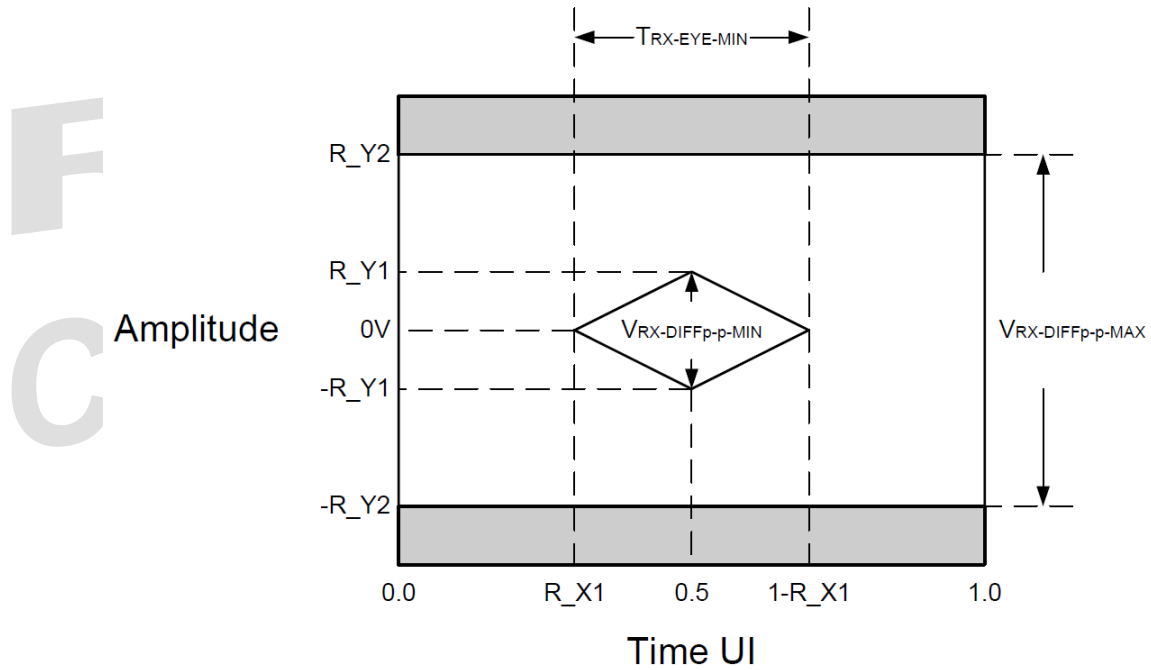 TRX-EYE-MIN
F
R_Y2
R_Y1
Amplitude
0V
VRX-DIFFp-p-MIN
VRX-DIFFp-p-MAX
-R_Y1
C
-R_Y2
0.0
R_X1
0.5
1-R_X1
1.0
Time UI